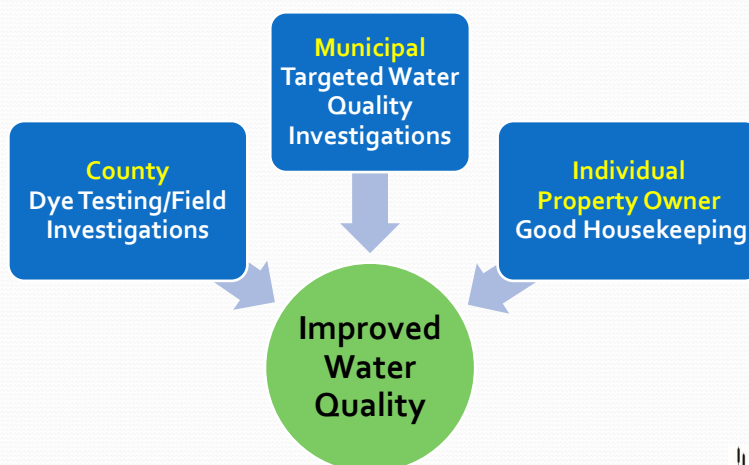 Municipal
Targeted Water
Quality
Investigations
County
Dye Testing/Field
Investigations
Individual
Property Owner
Good Housekeeping
Improved
Water
Quality